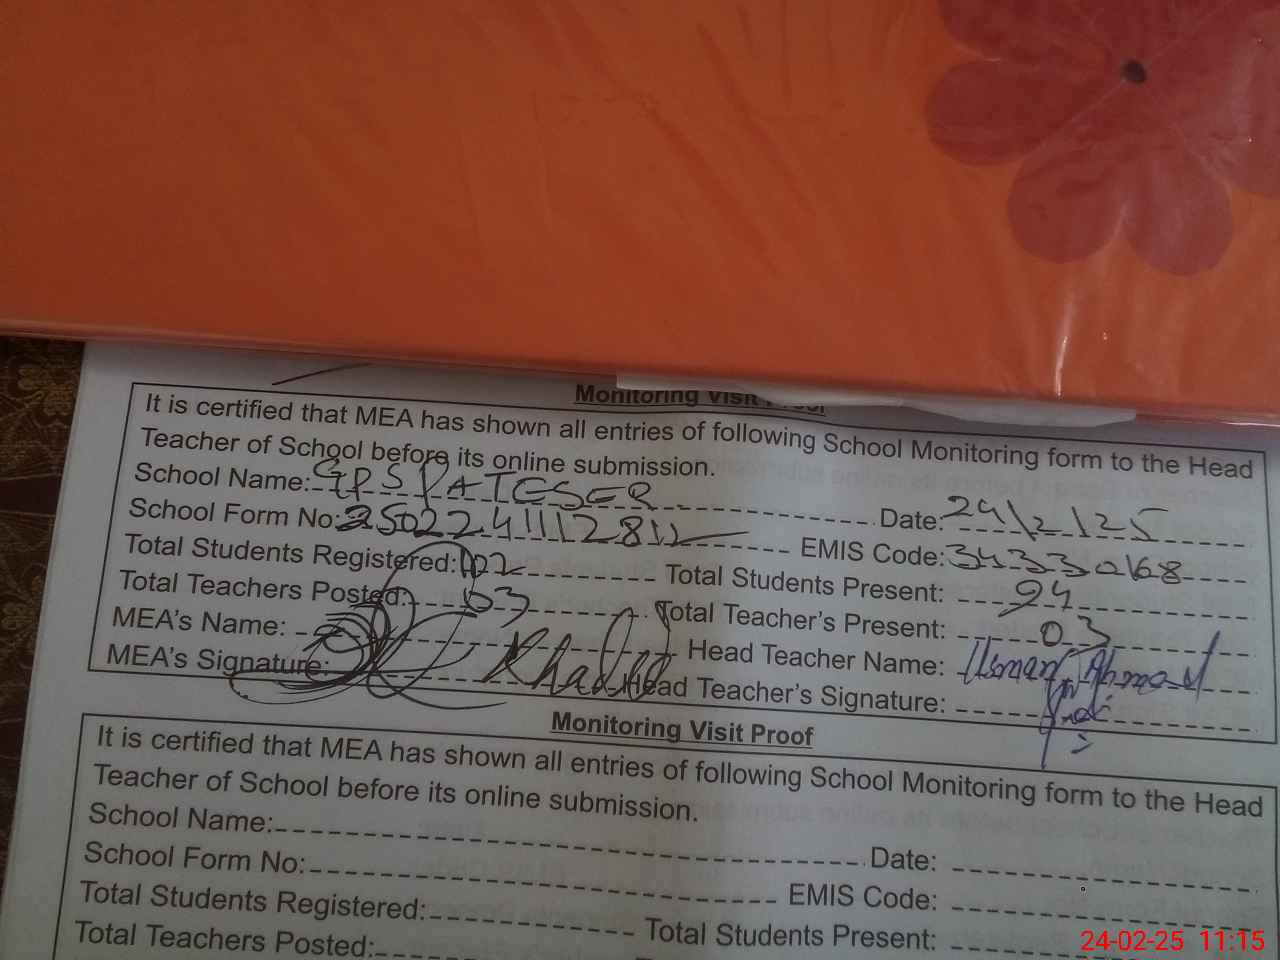 Monitoring Visit Proof
It is certified that MEA has shown all entries of following School Monitoring form to the Head
Teacher of School before its online submission.
School Name: GPS PATESER Date: 24/2/25
School Form No: 2502241112811 EMIS Code: 34330168
Total Students Registered: 102 Total Students Present: 94
Total Teachers Posted: 03 Total Teacher's Present: 03
MEA's Name: Khalid Head Teacher Name: Usman Ahmad
MEA's Signature: Head Teacher's Signature:
Monitoring Visit Proof
It is certified that MEA has shown all entries of following School Monitoring form to the Head
Teacher of School before its online submission.
School Name: Date:
School Form No: EMIS Code:
Total Students Registered: Total Students Present:
Total Teachers Posted:
24-02-25 11:15